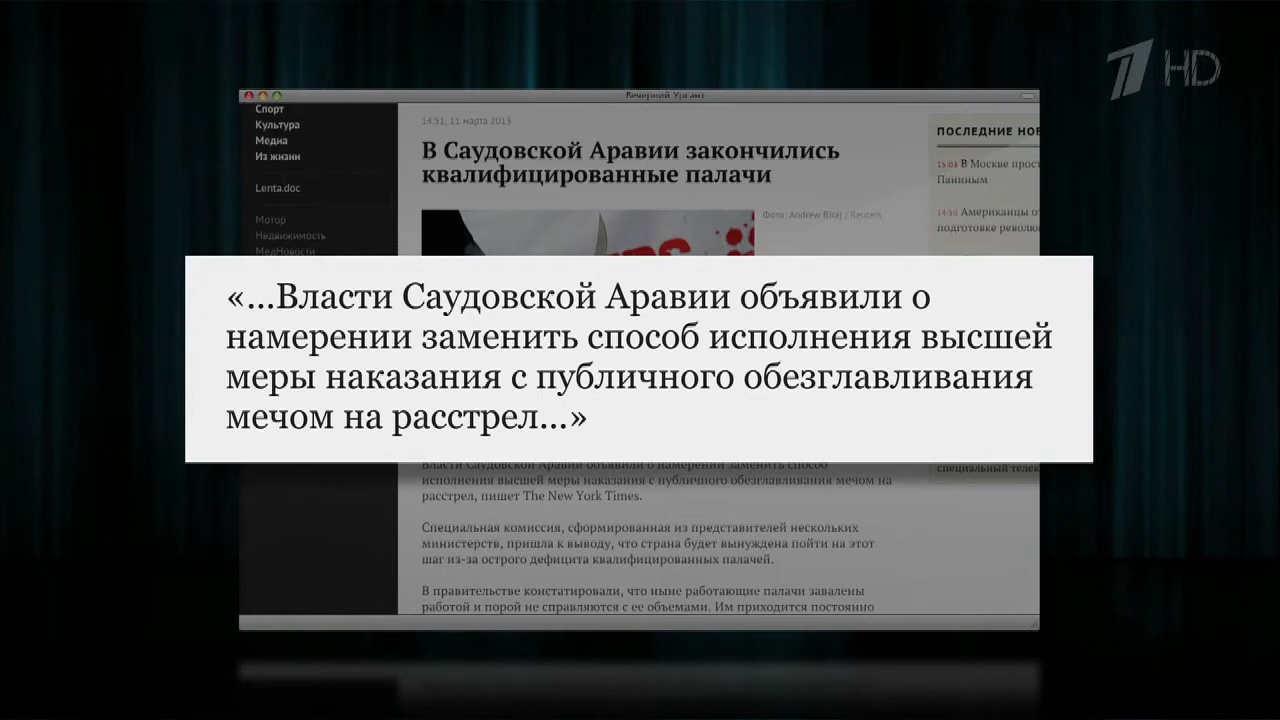 HD
Вечерний Ургант
Спорт
Культура
Медиа
Из жизни
Lenta.doc
Мотор
Недвижимость
МедНовости
14:51, 11 марта 2013
В Саудовской Аравии закончились
квалифицированные палачи
Фото: Andrew Biraj / Reuters
ПОСЛЕДНИЕ НОВ
15:03 В Москве прост
Паниным
14:50 Американцы от
подготовке револю
«...Власти Саудовской Аравии объявили о
намерении заменить способ исполнения высшей
меры наказания с публичного обезглавливания
мечом на расстрел...»
Власти Саудовской Аравии объявили о намерении заменить способ
исполнения высшей меры наказания с публичного обезглавливания мечом на
расстрел, пишет The New York Times.
Специальная комиссия, сформированная из представителей нескольких
министерств, пришла к выводу, что страна будет вынуждена пойти на этот
шаг из-за острого дефицита квалифицированных палачей.
В правительстве констатировали, что ныне работающие палачи завалены
работой и порой не справляются с ее объемами. Им приходится постоянно
специальный телек